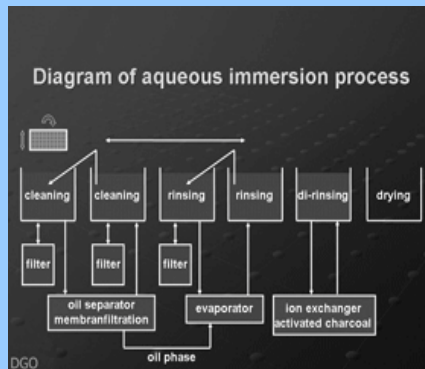 Diagram of aqueous immersion process
cleaning
cleaning
rinsing
rinsing
di-rinsing
drying
filter
filter
filter
oil separator
membranfiltration
evaporator
ion exchanger
activated charcoal
oil phase
DGO